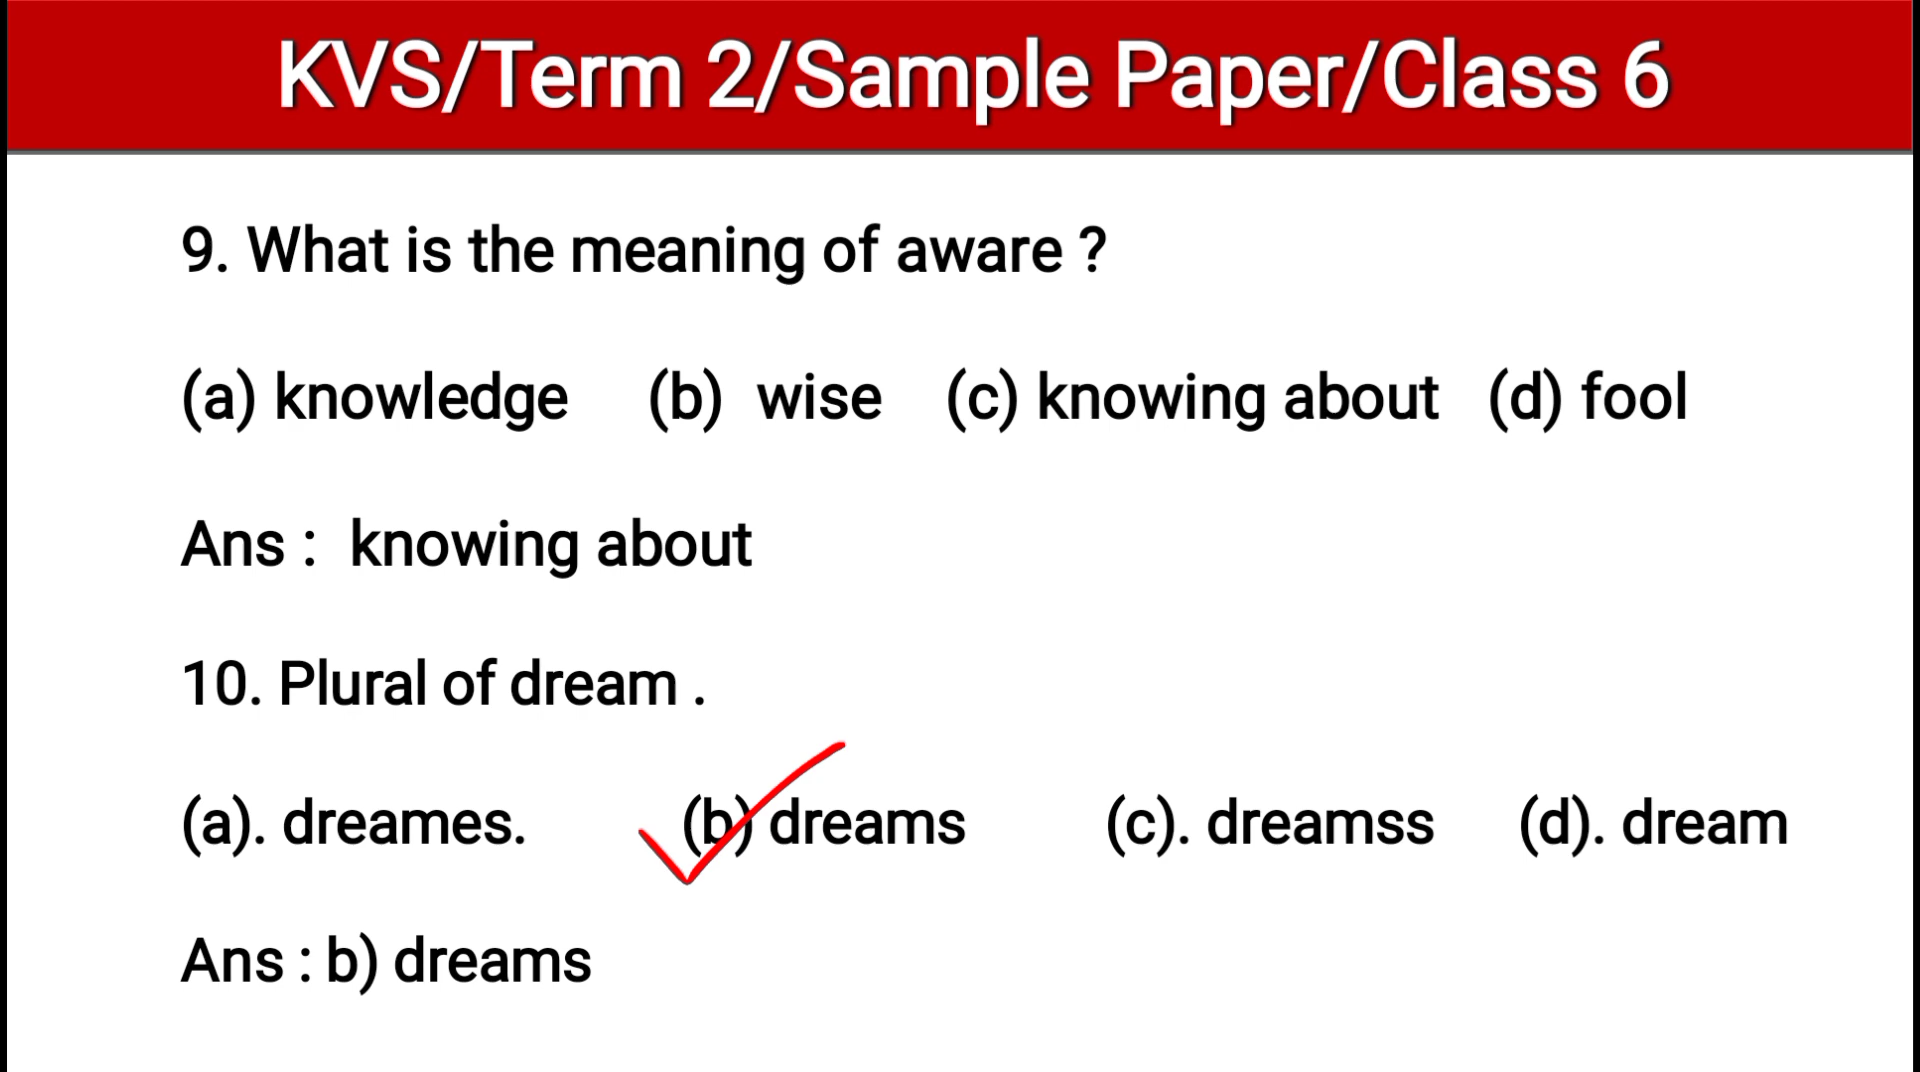 KVS/Term 2/Sample Paper/Class 6
9. What is the meaning of aware ?
(a) knowledge (b) wise (c) knowing about (d) fool
Ans : knowing about
10. Plural of dream .
(a). dreames. (b) dreams (c). dreamss (d). dream
Ans : b) dreams